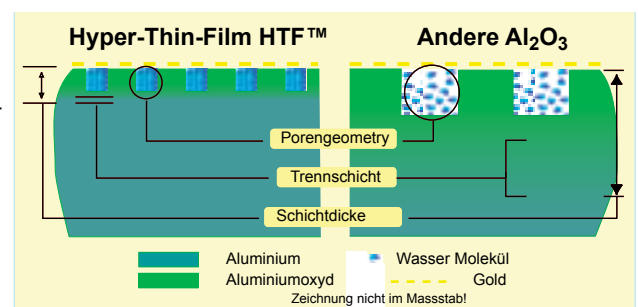 Hyper-Thin-Film HTF™
Andere Al₂O₃
Porengeometry
Trennschicht
Schichtdicke
Aluminium
Wasser Molekül
Aluminiumoxyd
Gold
Zeichnung nicht im Massstab!